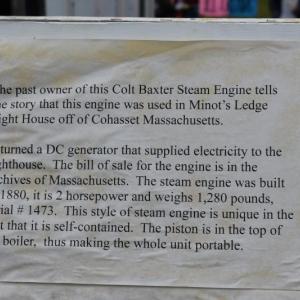 he past owner of this Colt Baxter Steam Engine tells
e story that this engine was used in Minot's Ledge
ight House off of Cohasset Massachusetts.
turned a DC generator that supplied electricity to the
ghthouse. The bill of sale for the engine is in the
chives of Massachusetts. The steam engine was built
1880, it is 2 horsepower and weighs 1,280 pounds,
rial # 1473. This style of steam engine is unique in the
t that it is self-contained. The piston is in the top of
boiler, thus making the whole unit portable.